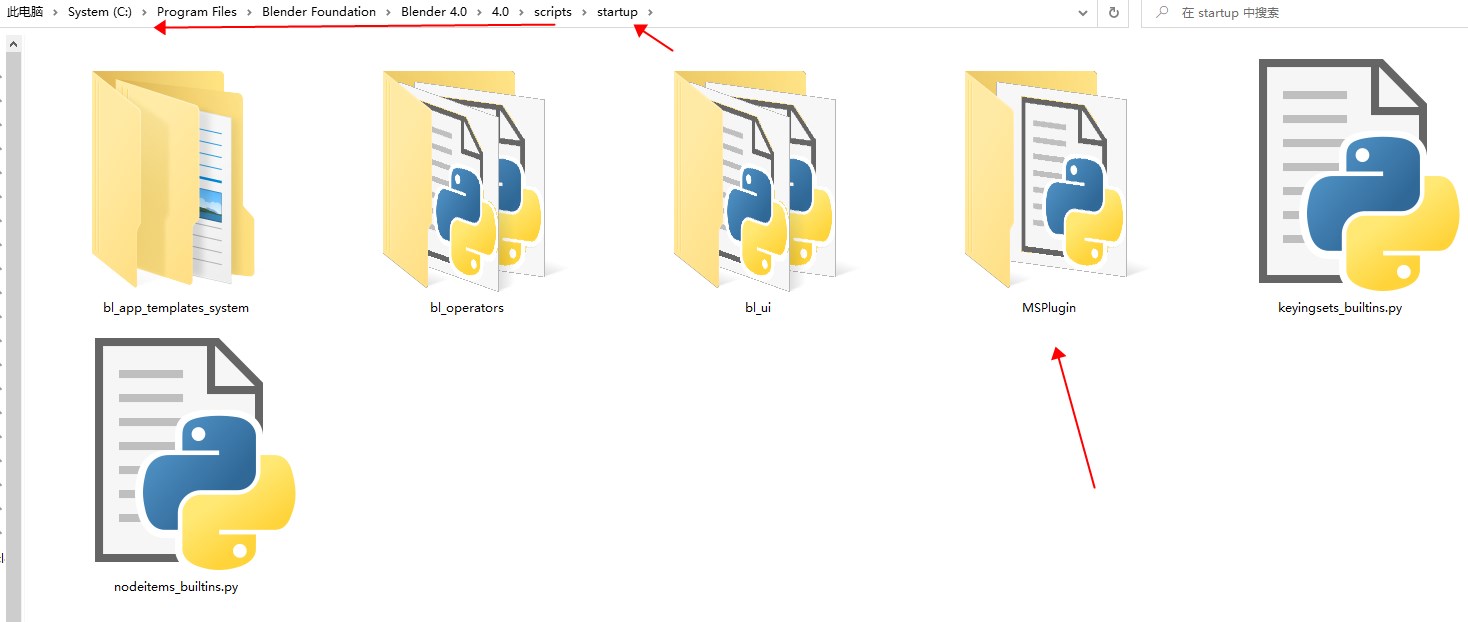 此电脑 > System (C:) > Program Files > Blender Foundation > Blender 4.0 > 4.0 > scripts > startup >
在 startup 中搜索
bl_app_templates_system
bl_operators
bl_ui
MSPlugin
keyingsets_builtins.py
nodeitems_builtins.py